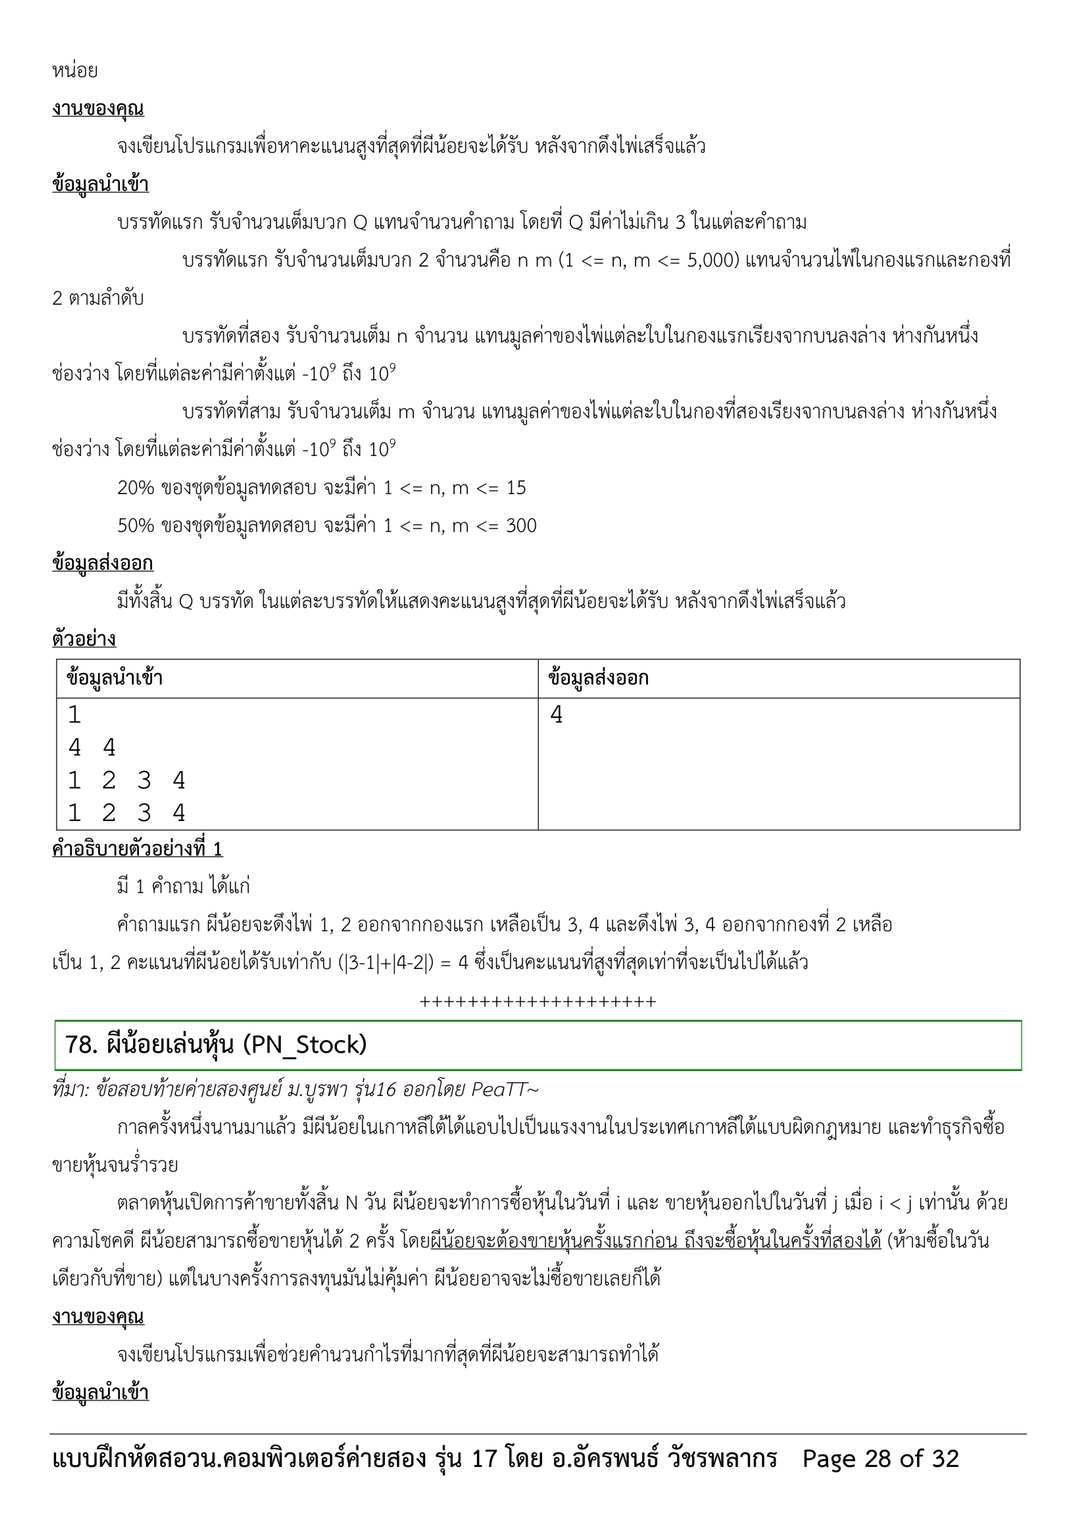 หน่อย
งานของคุณ
จงเขียนโปรแกรมเพื่อหาคะแนนสูงที่สุดที่ผีน้อยจะได้รับ หลังจากดึงไพ่เสร็จแล้ว
ข้อมูลนำเข้า
บรรทัดแรก รับจำนวนเต็มบวก Q แทนจำนวนคำถาม โดยที่ Q มีค่าไม่เกิน 3 ในแต่ละคำถาม
บรรทัดแรก รับจำนวนเต็มบวก 2 จำนวนคือ n m (1 <= n, m <= 5,000) แทนจำนวนไพ่ในกองแรกและกองที่
2 ตามลำดับ
บรรทัดที่สอง รับจำนวนเต็ม n จำนวน แทนมูลค่าของไพ่แต่ละใบในกองแรกเรียงจากบนลงล่าง ห่างกันหนึ่ง
ช่องว่าง โดยที่แต่ละค่ามีค่าตั้งแต่ -10⁹ ถึง 10⁹
บรรทัดที่สาม รับจำนวนเต็ม m จำนวน แทนมูลค่าของไพ่แต่ละใบในกองที่สองเรียงจากบนลงล่าง ห่างกันหนึ่ง
ช่องว่าง โดยที่แต่ละค่ามีค่าตั้งแต่ -10⁹ ถึง 10⁹
20% ของชุดข้อมูลทดสอบ จะมีค่า 1 <= n, m <= 15
50% ของชุดข้อมูลทดสอบ จะมีค่า 1 <= n, m <= 300
ข้อมูลส่งออก
มีทั้งสิ้น Q บรรทัด ในแต่ละบรรทัดให้แสดงคะแนนสูงที่สุดที่ผีน้อยจะได้รับ หลังจากดึงไพ่เสร็จแล้ว
ตัวอย่าง
ข้อมูลนำเข้า ข้อมูลส่งออก
1 4
4 4
1 2 3 4
1 2 3 4
คำอธิบายตัวอย่างที่ 1
มี 1 คำถาม ได้แก่
คำถามแรก ผีน้อยจะดึงไพ่ 1, 2 ออกจากกองแรก เหลือเป็น 3, 4 และดึงไพ่ 3, 4 ออกจากกองที่ 2 เหลือ
เป็น 1, 2 คะแนนที่ผีน้อยได้รับเท่ากับ (|3-1|+|4-2|) = 4 ซึ่งเป็นคะแนนที่สูงที่สุดเท่าที่จะเป็นไปได้แล้ว
++++++++++++++++++++
78. ผีน้อยเล่นหุ้น (PN_Stock)
ที่มา: ข้อสอบท้ายค่ายสองศูนย์ ม.บูรพา รุ่น16 ออกโดย PeaTT~
กาลครั้งหนึ่งนานมาแล้ว มีผีน้อยในเกาหลีใต้ได้แอบไปเป็นแรงงานในประเทศเกาหลีใต้แบบผิดกฎหมาย และทำธุรกิจซื้อ
ขายหุ้นจนร่ำรวย
ตลาดหุ้นเปิดการค้าขายทั้งสิ้น N วัน ผีน้อยจะทำการซื้อหุ้นในวันที่ i และ ขายหุ้นออกไปในวันที่ j เมื่อ i < j เท่านั้น ด้วย
ความโชคดี ผีน้อยสามารถซื้อขายหุ้นได้ 2 ครั้ง โดยผีน้อยจะต้องขายหุ้นครั้งแรกก่อน ถึงจะซื้อหุ้นในครั้งที่สองได้ (ห้ามซื้อในวัน
เดียวกับที่ขาย) แต่ในบางครั้งการลงทุนมันไม่คุ้มค่า ผีน้อยอาจจะไม่ซื้อขายเลยก็ได้
งานของคุณ
จงเขียนโปรแกรมเพื่อช่วยคำนวนกำไรที่มากที่สุดที่ผีน้อยจะสามารถทำได้
ข้อมูลนำเข้า
แบบฝึกหัดสอวน.คอมพิวเตอร์ค่ายสอง รุ่น 17 โดย อ.อัครพนธ์ วัชรพลากร Page 28 of 32